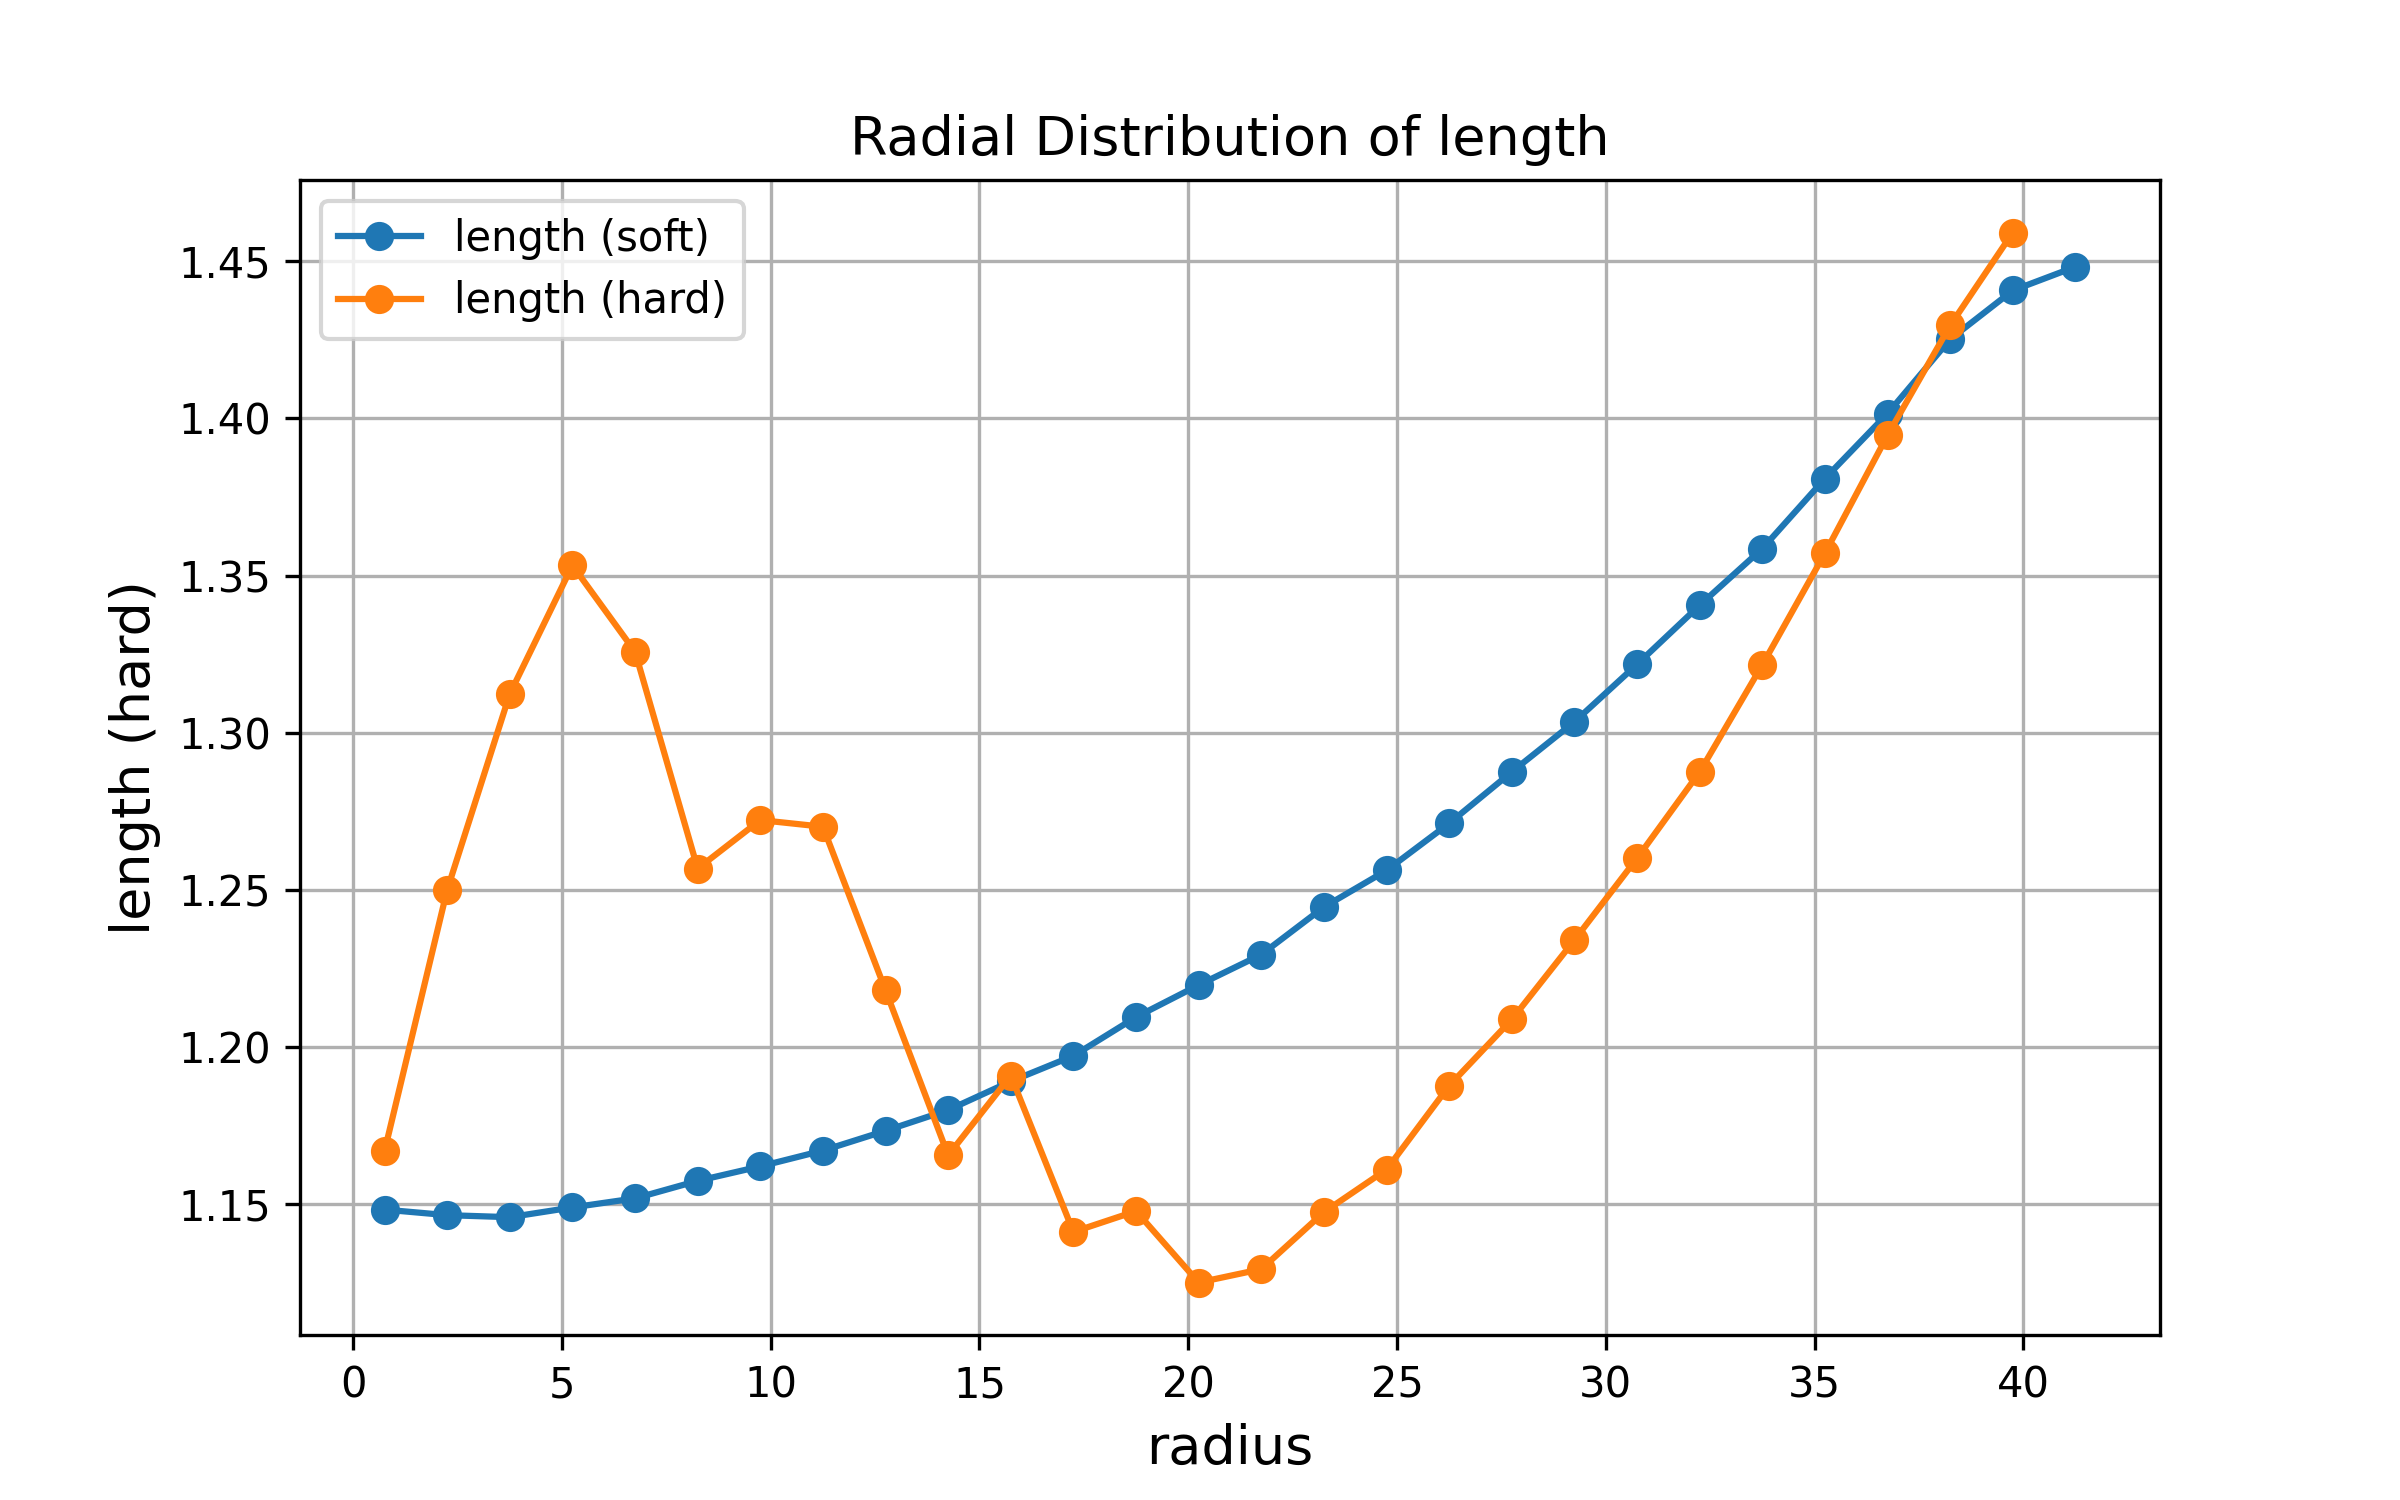 Radial Distribution of length
length (soft)
length (hard)
1.45
1.40
1.35
1.30
1.25
1.20
1.15
length (hard)
0 5 10 15 20 25 30 35 40
radius